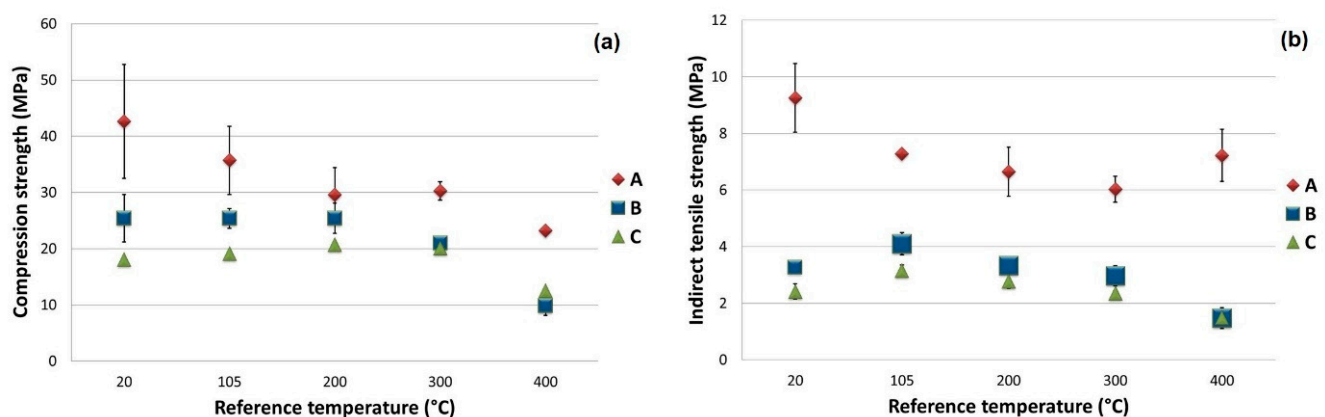 (a)
Compression strength (MPa)
60
50
40
30
20
10
0
20 105 200 300 400
Reference temperature (°C)
A
B
C
(b)
Indirect tensile strength (MPa)
12
10
8
6
4
2
0
20 105 200 300 400
Reference temperature (°C)
A
B
C